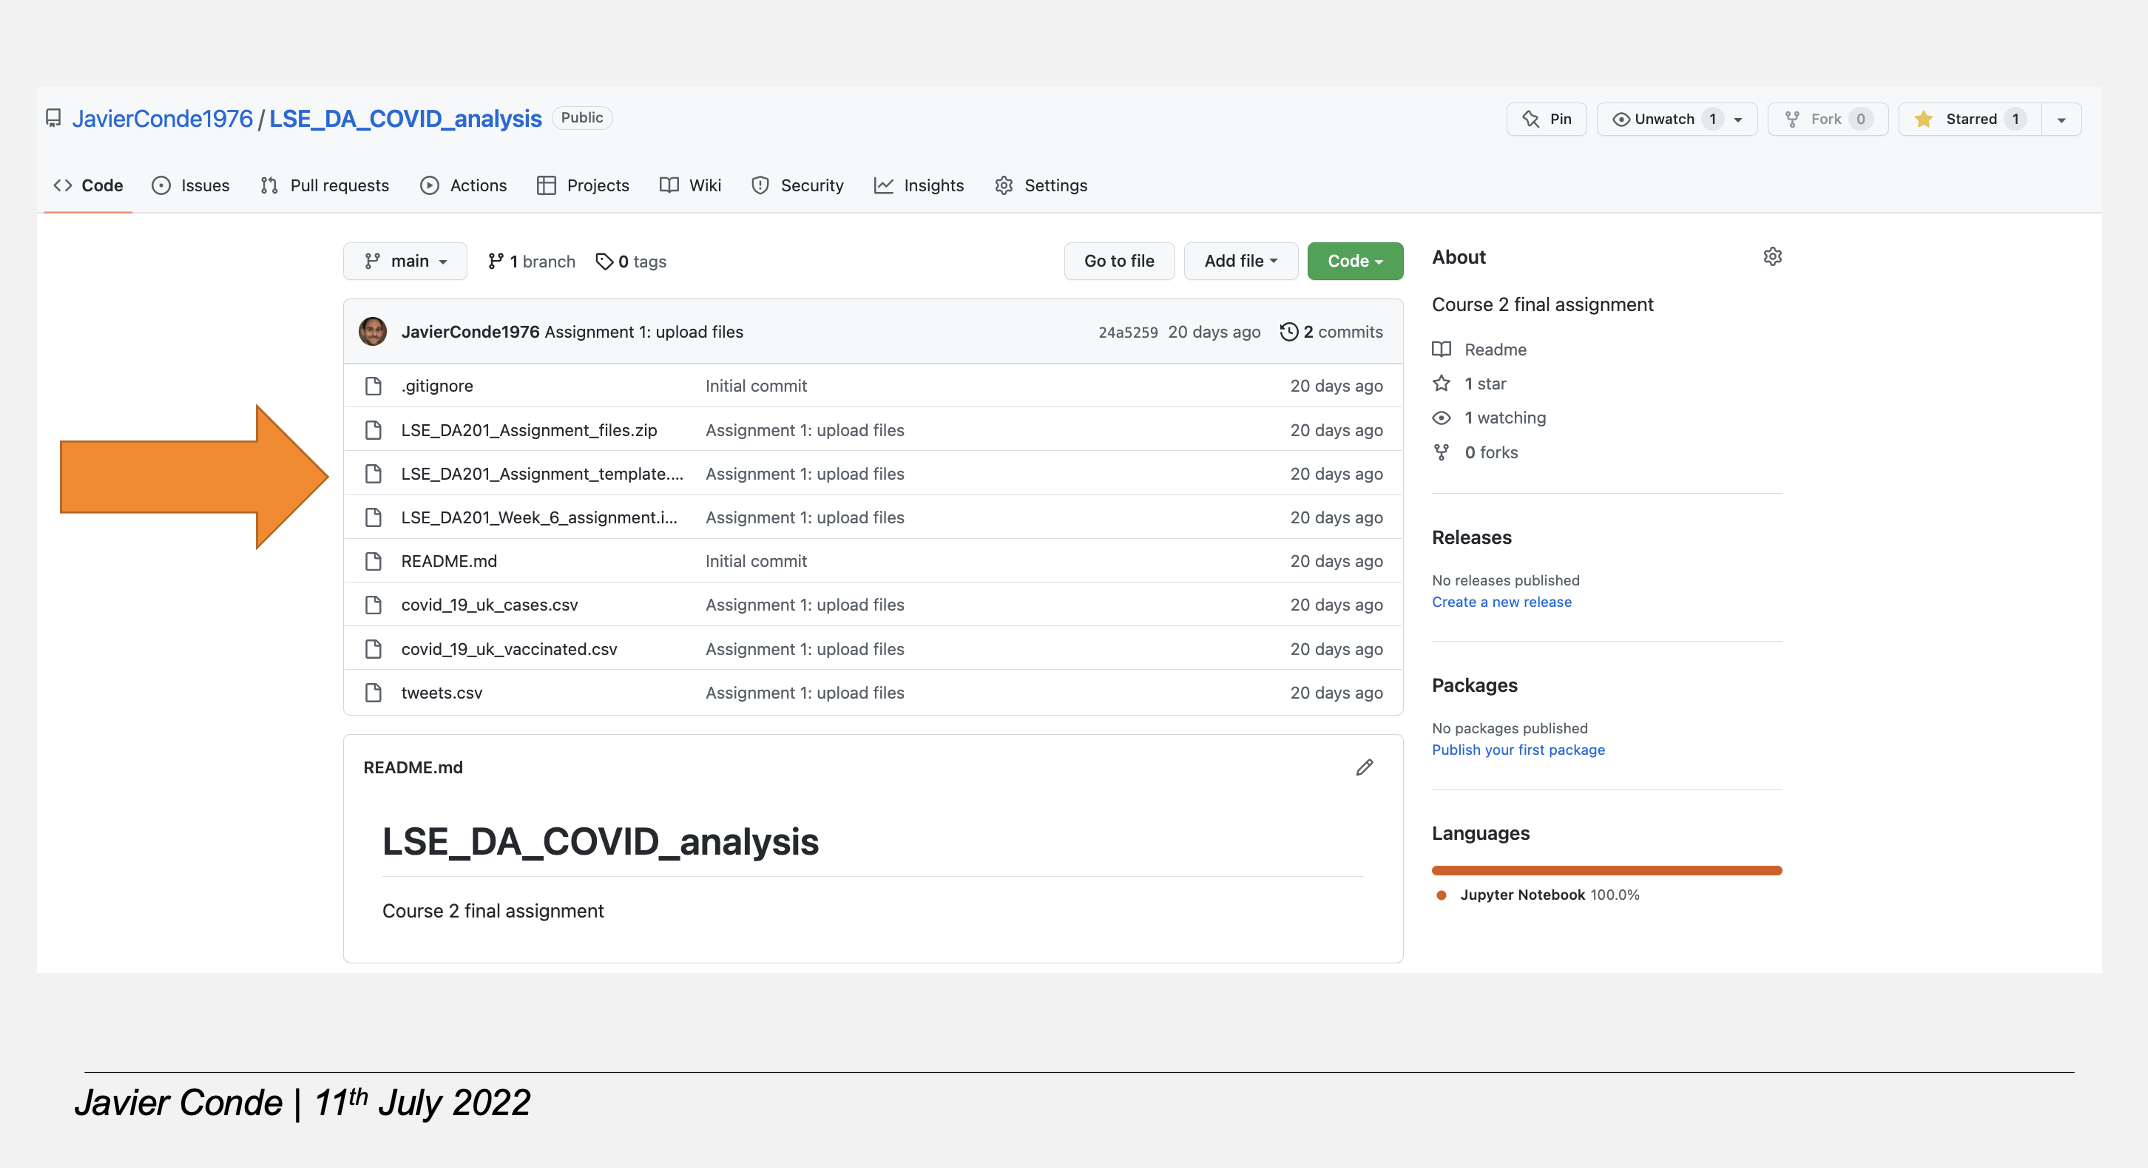 JavierConde1976 / LSE_DA_COVID_analysis Public
Pin Unwatch 1 Fork 0 Starred 1
Code Issues Pull requests Actions Projects Wiki Security Insights Settings
main 1 branch 0 tags Go to file Add file Code
JavierConde1976 Assignment 1: upload files 24a5259 20 days ago 2 commits
.gitignore Initial commit 20 days ago
LSE_DA201_Assignment_files.zip Assignment 1: upload files 20 days ago
LSE_DA201_Assignment_template.... Assignment 1: upload files 20 days ago
LSE_DA201_Week_6_assignment.i... Assignment 1: upload files 20 days ago
README.md Initial commit 20 days ago
covid_19_uk_cases.csv Assignment 1: upload files 20 days ago
covid_19_uk_vaccinated.csv Assignment 1: upload files 20 days ago
tweets.csv Assignment 1: upload files 20 days ago
README.md
LSE_DA_COVID_analysis
Course 2 final assignment
About
Course 2 final assignment
Readme
1 star
1 watching
0 forks
Releases
No releases published
Create a new release
Packages
No packages published
Publish your first package
Languages
Jupyter Notebook 100.0%
Javier Conde | 11th July 2022